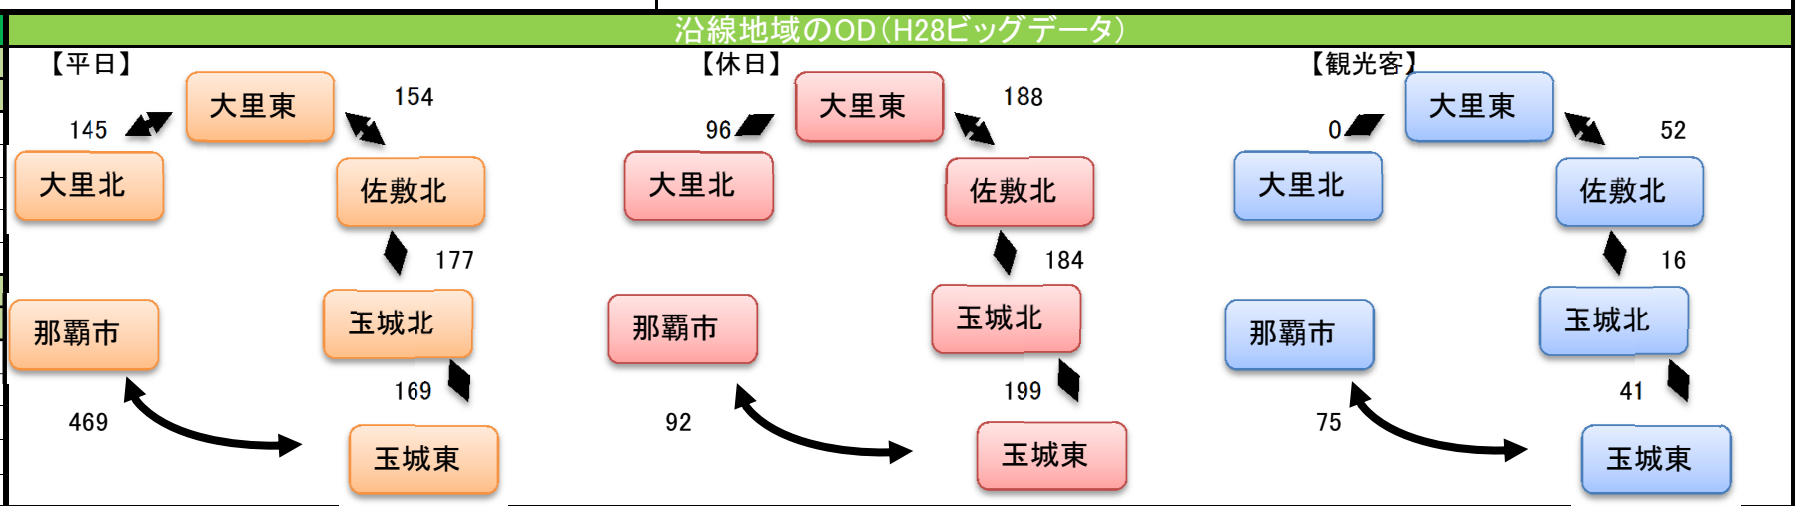 沿線地域のOD(H28ビッグデータ)
【平日】
大里東
154
145
大里北
佐敷北
177
那覇市
玉城北
169
469
玉城東
【休日】
大里東
188
96
大里北
佐敷北
184
那覇市
玉城北
199
92
玉城東
【観光客】
大里東
0
52
大里北
佐敷北
16
那覇市
玉城北
41
75
玉城東